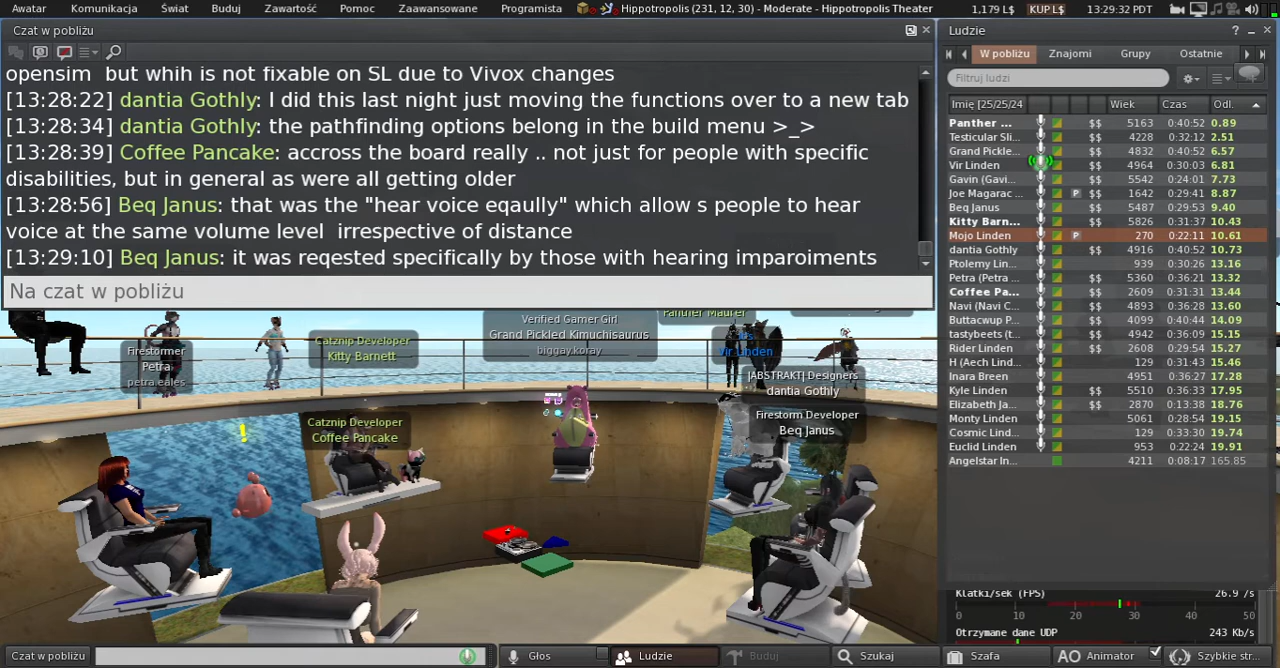 Awatar Komunikacja Świat Buduj Zawartość Pomoc Zaawansowane Programista Hippotropolis (231, 12, 30) - Moderate - Hippotropolis Theater 1,179 L$ KUP L$ 13:29:32 PDT
Czat w pobliżu
opensim but whih is not fixable on SL due to Vivox changes
[13:28:22] dantia Gothly: I did this last night just moving the functions over to a new tab
[13:28:34] dantia Gothly: the pathfinding options belong in the build menu >_>
[13:28:39] Coffee Pancake: accross the board really .. not just for people with specific
disabilities, but in general as were all getting older
[13:28:56] Beq Janus: that was the "hear voice eqaully" which allow s people to hear
voice at the same volume level irrespective of distance
[13:29:10] Beq Janus: it was reqested specifically by those with hearing imparoiments
Na czat w pobliżu
Firestormer
Petra
petra.eales
Catznip Developer
Kitty Barnett
Verified Gamer Girl
Grand Pickled Kimuchisaurus
biggay.koray
Panther Maurer
Vir Linden
|ABSTRAKT| Designers
dantia Gothly
Firestorm Developer
Beq Janus
Catznip Developer
Coffee Pancake
Ludzie
W pobliżu Znajomi Grupy Ostatnie
Filtruj ludzi
Imię [25/25/24 Wiek Czas Odl.
Panther ... $$ 5163 0:40:52 0.89
Testicular Sli... $$ 4228 0:32:12 2.51
Grand Pickle... $$ 4832 0:40:52 6.57
Vir Linden $$ 4964 0:30:03 6.81
Gavin (Gavi... $$ 5542 0:24:01 7.73
Joe Magarac ... P $$ 1642 0:29:41 8.87
Beq Janus $$ 5487 0:29:53 9.40
Kitty Barn... $$ 5826 0:31:37 10.43
Mojo Linden P 270 0:22:11 10.61
dantia Gothly $$ 4916 0:40:52 10.73
Ptolemy Lin... 939 0:30:26 13.16
Petra (Petra ... $$ 5360 0:36:21 13.32
Coffee Pa... $$ 2609 0:31:31 13.44
Navi (Navi C... $$ 4893 0:36:28 13.60
Buttacwup P... $$ 4099 0:40:44 14.09
tastybeets (t... $$ 4942 0:36:09 15.15
Rider Linden $$ 2608 0:29:54 15.27
H (Aech Lind... 129 0:31:43 15.46
Inara Breen 4951 0:36:27 17.28
Kyle Linden $$ 5510 0:36:33 17.95
Elizabeth Ja... $$ 2870 0:13:38 18.76
Monty Linden 5061 0:28:54 19.15
Cosmic Lind... 129 0:33:30 19.74
Euclid Linden 953 0:22:24 19.91
Angelstar In... 4211 0:08:17 165.85
Klatki/sek (FPS) 26.9 /s
0 10 20 30 40 50
Otrzymane dane UDP 243 Kb/s
Czat w pobliżu Głos Ludzie Buduj Szukaj Szafa AO Animator Szybkie str...